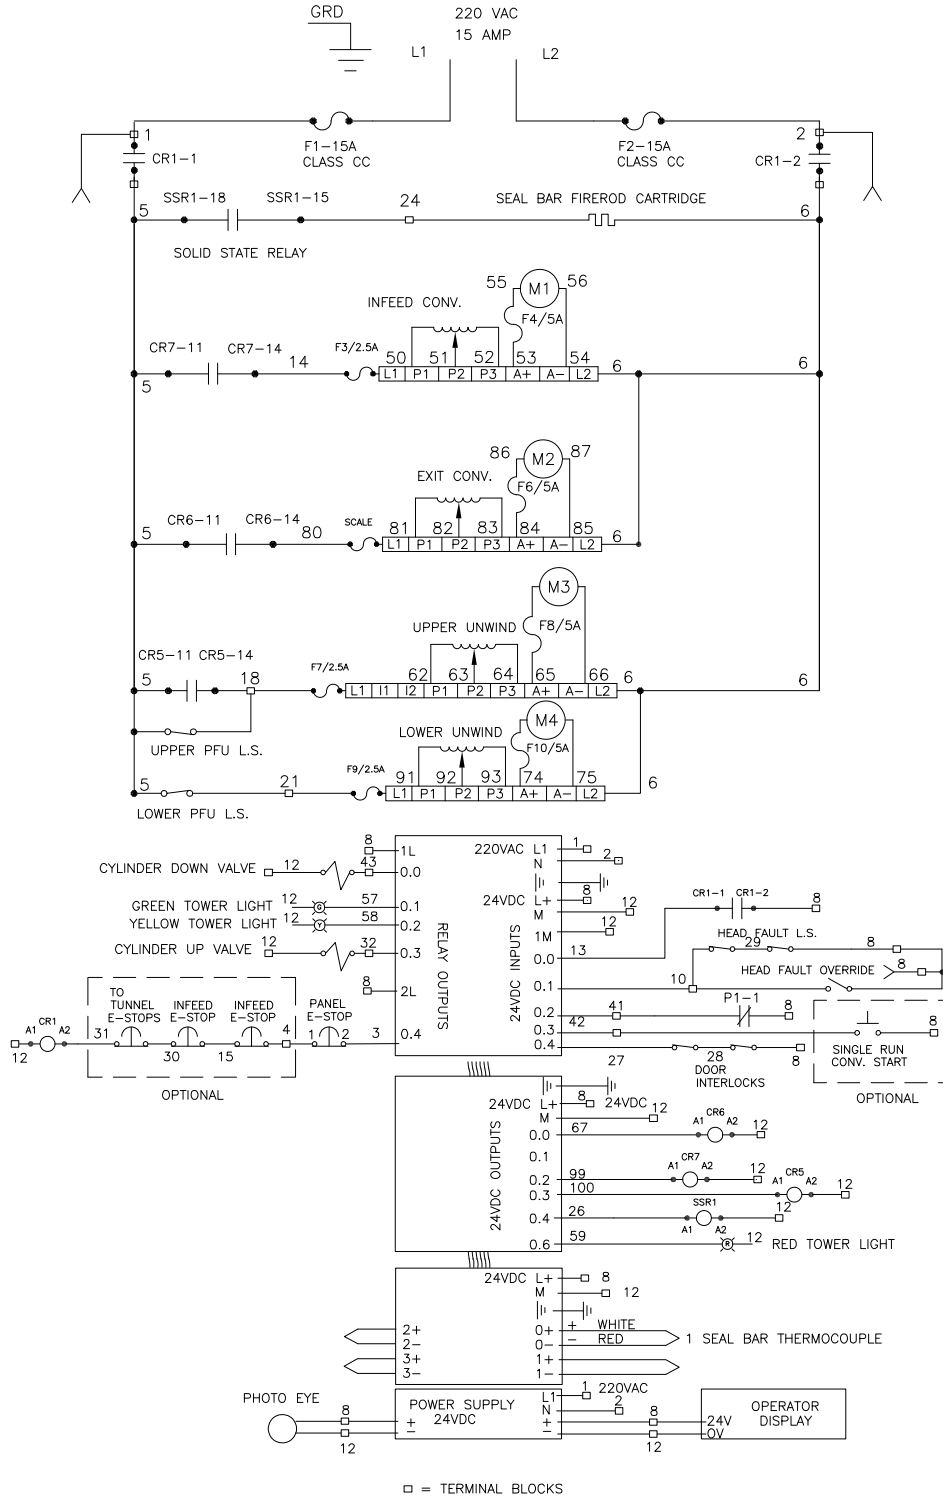 GRD
220 VAC
15 AMP
L1
L2
F1-15A
CLASS CC
F2-15A
CLASS CC
1
2
CR1-1
CR1-2
SSR1-18
SSR1-15
24
SEAL BAR FIREROD CARTRIDGE
5
6
SOLID STATE RELAY
55
M1
56
INFEED CONV.
F4/5A
CR7-11
CR7-14
14
F3/2.5A
50
51
52
53
54
6
6
5
L1 P1 P2 P3 A+ A- L2
86
M2
87
EXIT CONV.
F6/5A
5
CR6-11
CR6-14
80
SCALE
81
82
83
84
85
6
L1 P1 P2 P3 A+ A- L2
M3
UPPER UNWIND
F8/5A
CR5-11 CR5-14
5
18
F7/2.5A
62
63
64
65
66
6
6
L1 I1 I2 P1 P2 P3 A+ A- L2
UPPER PFU L.S.
LOWER UNWIND
M4
F10/5A
5
21
F9/2.5A
91
92
93
74
75
6
L1 P1 P2 P3 A+ A- L2
LOWER PFU L.S.
8
1L
220VAC L1
1
N
2
CYLINDER DOWN VALVE
12
43
0.0
24VDC L+
8
M
12
GREEN TOWER LIGHT
12
G
57
0.1
YELLOW TOWER LIGHT
12
Y
58
0.2
1M
12
CYLINDER UP VALVE
12
32
0.3
0.0
13
CR1-1
CR1-2
8
HEAD FAULT L.S.
29
8
HEAD FAULT OVERRIDE
8
8
2L
0.1
10
RELAY OUTPUTS
24VDC INPUTS
0.2
41
P1-1
8
0.3
42
8
SINGLE RUN
CONV. START
OPTIONAL
0.4
27
28
8
DOOR
INTERLOCKS
TO
TUNNEL
E-STOPS
INFEED
E-STOP
INFEED
E-STOP
PANEL
E-STOP
CR1
A1
A2
12
31
30
15
4
1
2
3
0.4
OPTIONAL
24VDC L+
8
24VDC
M
12
24VDC OUTPUTS
0.0
67
A1
CR6
A2
12
0.1
0.2
99
A1
CR7
A2
12
0.3
100
A1
CR5
A2
12
0.4
26
SSR1
A1
A2
12
0.6
59
R
12
RED TOWER LIGHT
24VDC L+
8
M
12
2+
2-
3+
3-
0+
+
WHITE
0-
-
RED
1 SEAL BAR THERMOCOUPLE
1+
1-
PHOTO EYE
8
12
+
-
POWER SUPPLY
24VDC
L1
1
220VAC
N
2
+
8
-
12
24V
0V
OPERATOR
DISPLAY
= TERMINAL BLOCKS